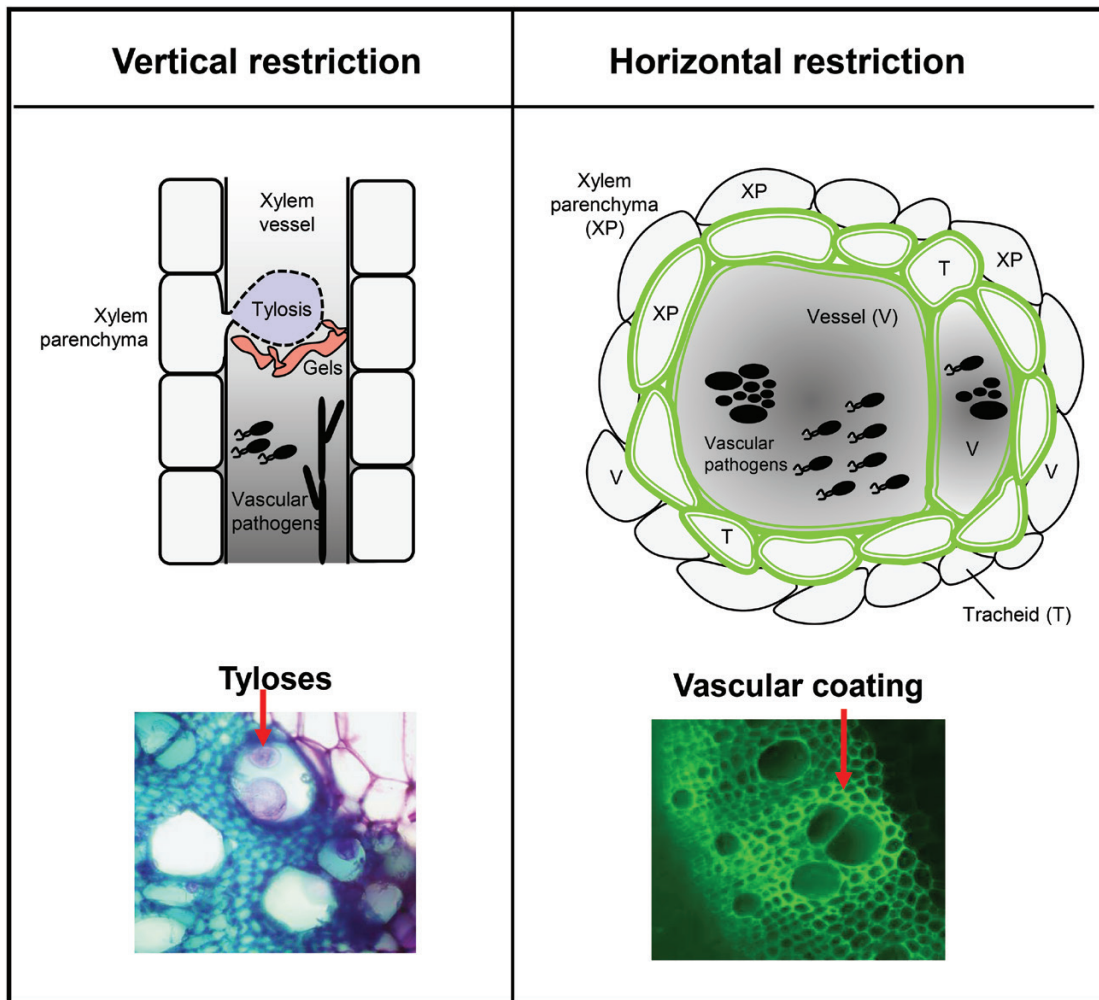 Vertical restriction
Xylem
vessel
Tylosis
Xylem
parenchyma
Gels
Vascular
pathogens
Tyloses
Horizontal restriction
Xylem
parenchyma
(XP)
XP
T
XP
XP
Vessel (V)
Vascular
pathogens
V
V
V
T
Tracheid (T)
Vascular coating